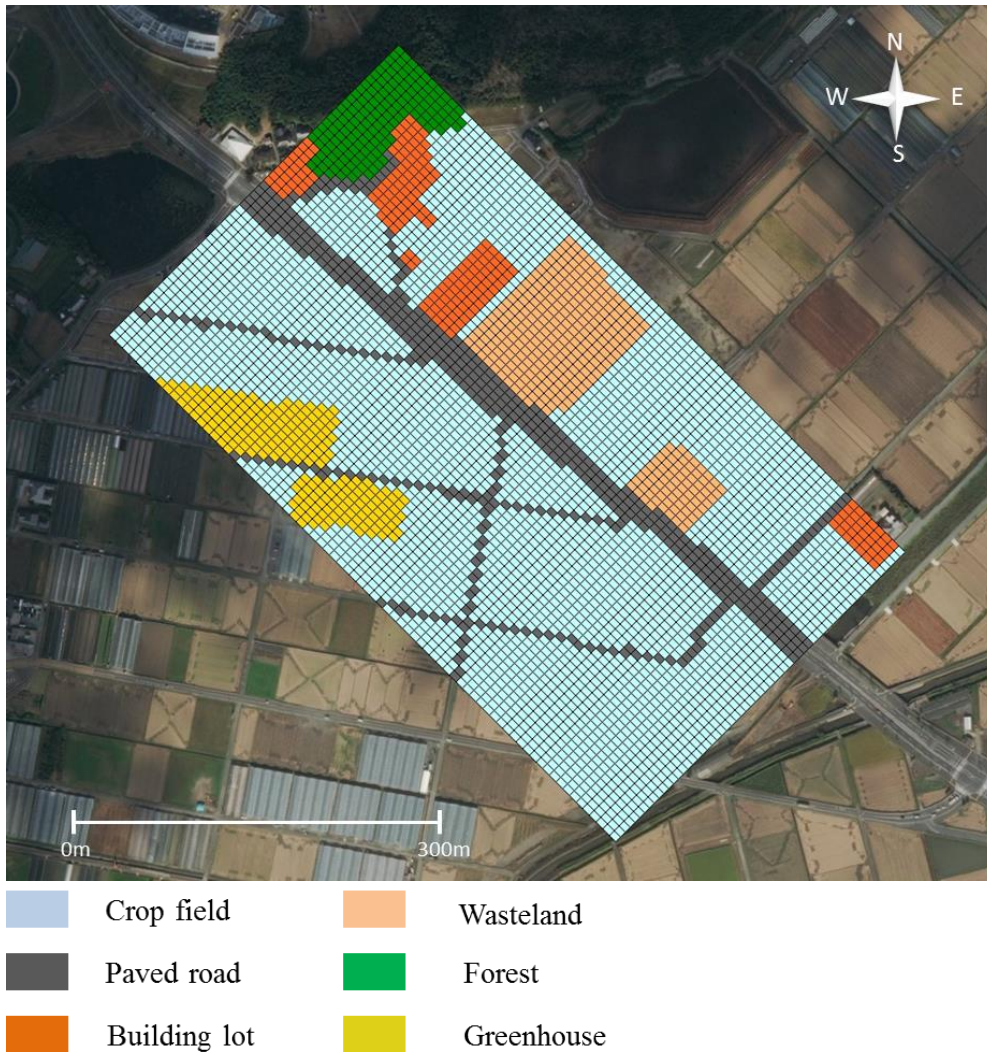 N
W E
S
0m 300m
Crop field Wasteland
Paved road Forest
Building lot Greenhouse